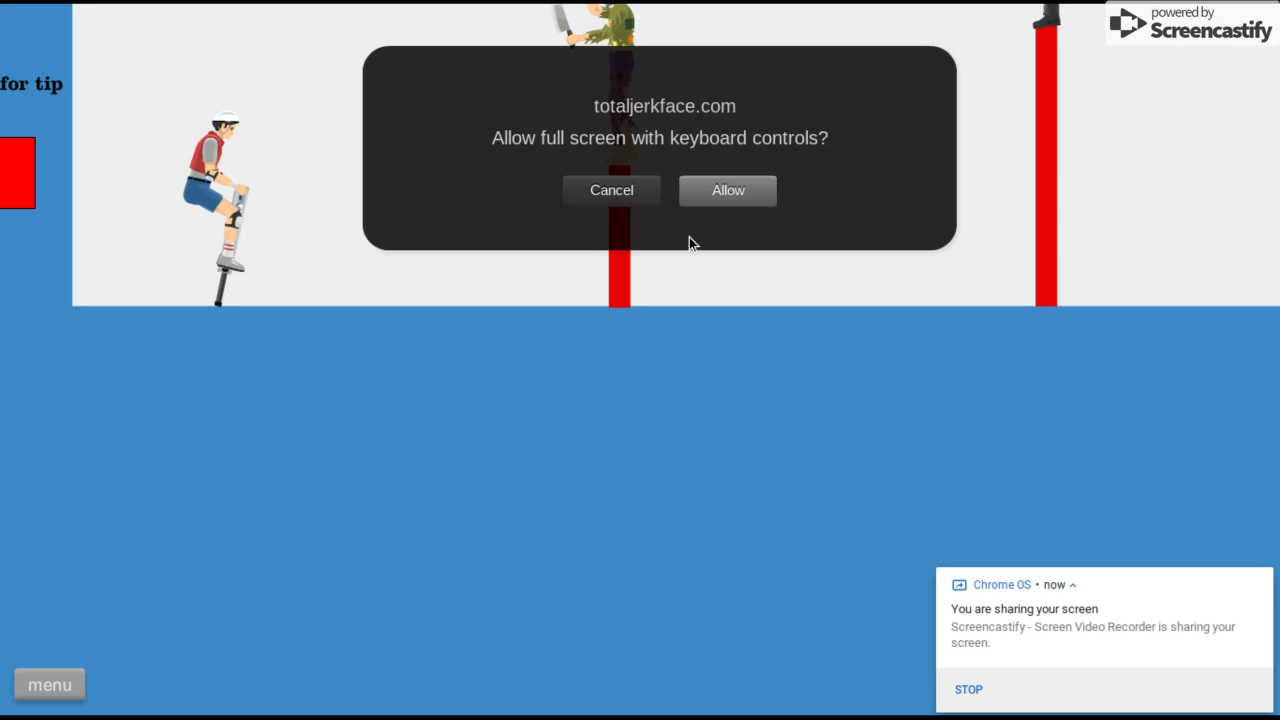 powered by
Screencastify
for tip
totaljerkface.com
Allow full screen with keyboard controls?
Cancel
Allow
Chrome OS • now
You are sharing your screen
Screencastify - Screen Video Recorder is sharing your
screen.
STOP
menu